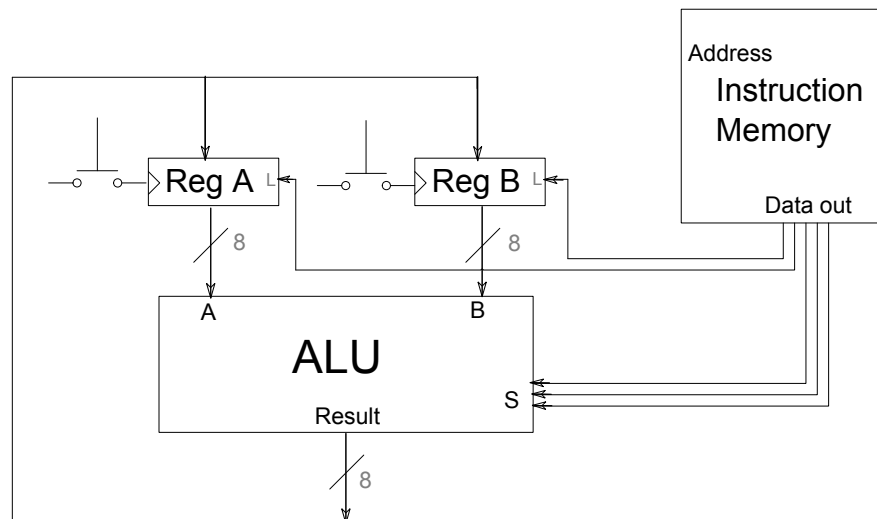 Address
Instruction
Memory
Data out
Reg A
L
Reg B
L
8
8
A
B
ALU
S
Result
8